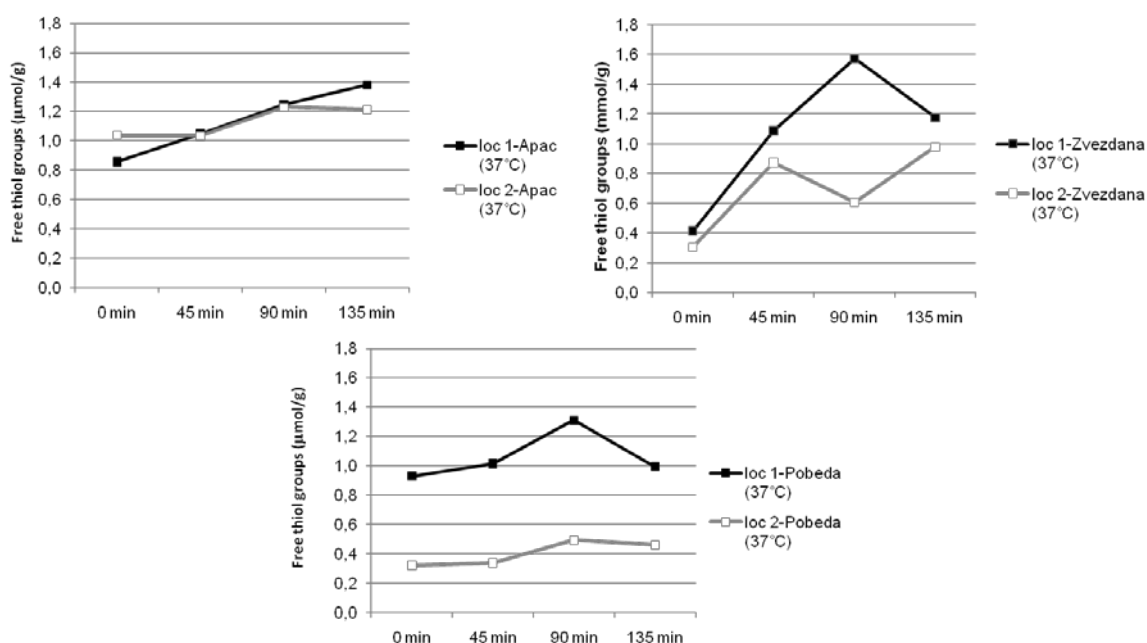 Free thiol groups (µmol/g)
1,8
1,6
1,4
1,2
1,0
0,8
0,6
0,4
0,2
0,0
0 min 45 min 90 min 135 min
loc 1-Apac
(37°C)
loc 2-Apac
(37°C)
Free thiol groups (mmol/g)
1,8
1,6
1,4
1,2
1,0
0,8
0,6
0,4
0,2
0,0
0 min 45 min 90 min 135 min
loc 1-Zvezdana
(37°C)
loc 2-Zvezdana
(37°C)
Free thiol groups (µmol/g)
1,8
1,6
1,4
1,2
1,0
0,8
0,6
0,4
0,2
0,0
0 min 45 min 90 min 135 min
loc 1-Pobeda
(37°C)
loc 2-Pobeda
(37°C)